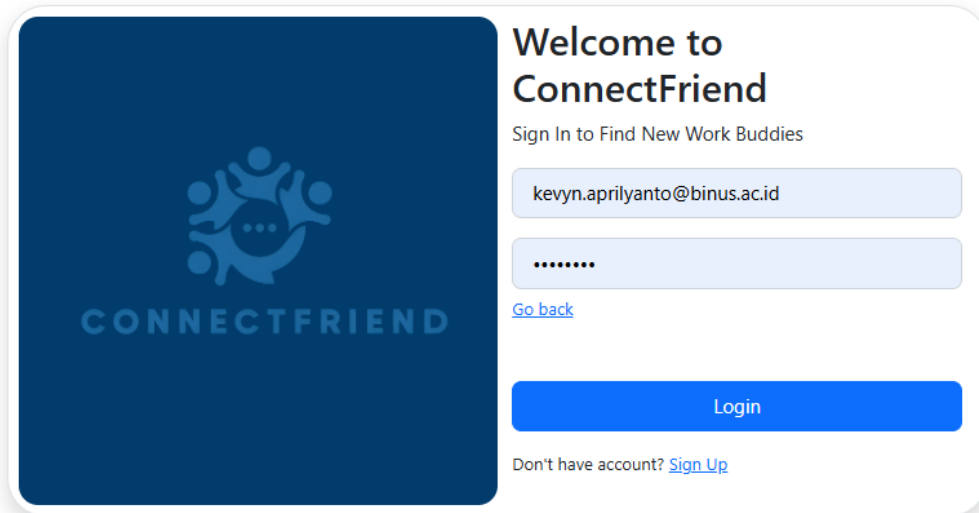 CONNECTFRIEND
Welcome to
ConnectFriend
Sign In to Find New Work Buddies
kevyn.aprilyanto@binus.ac.id
••••••••
Go back
Login
Don't have account? Sign Up